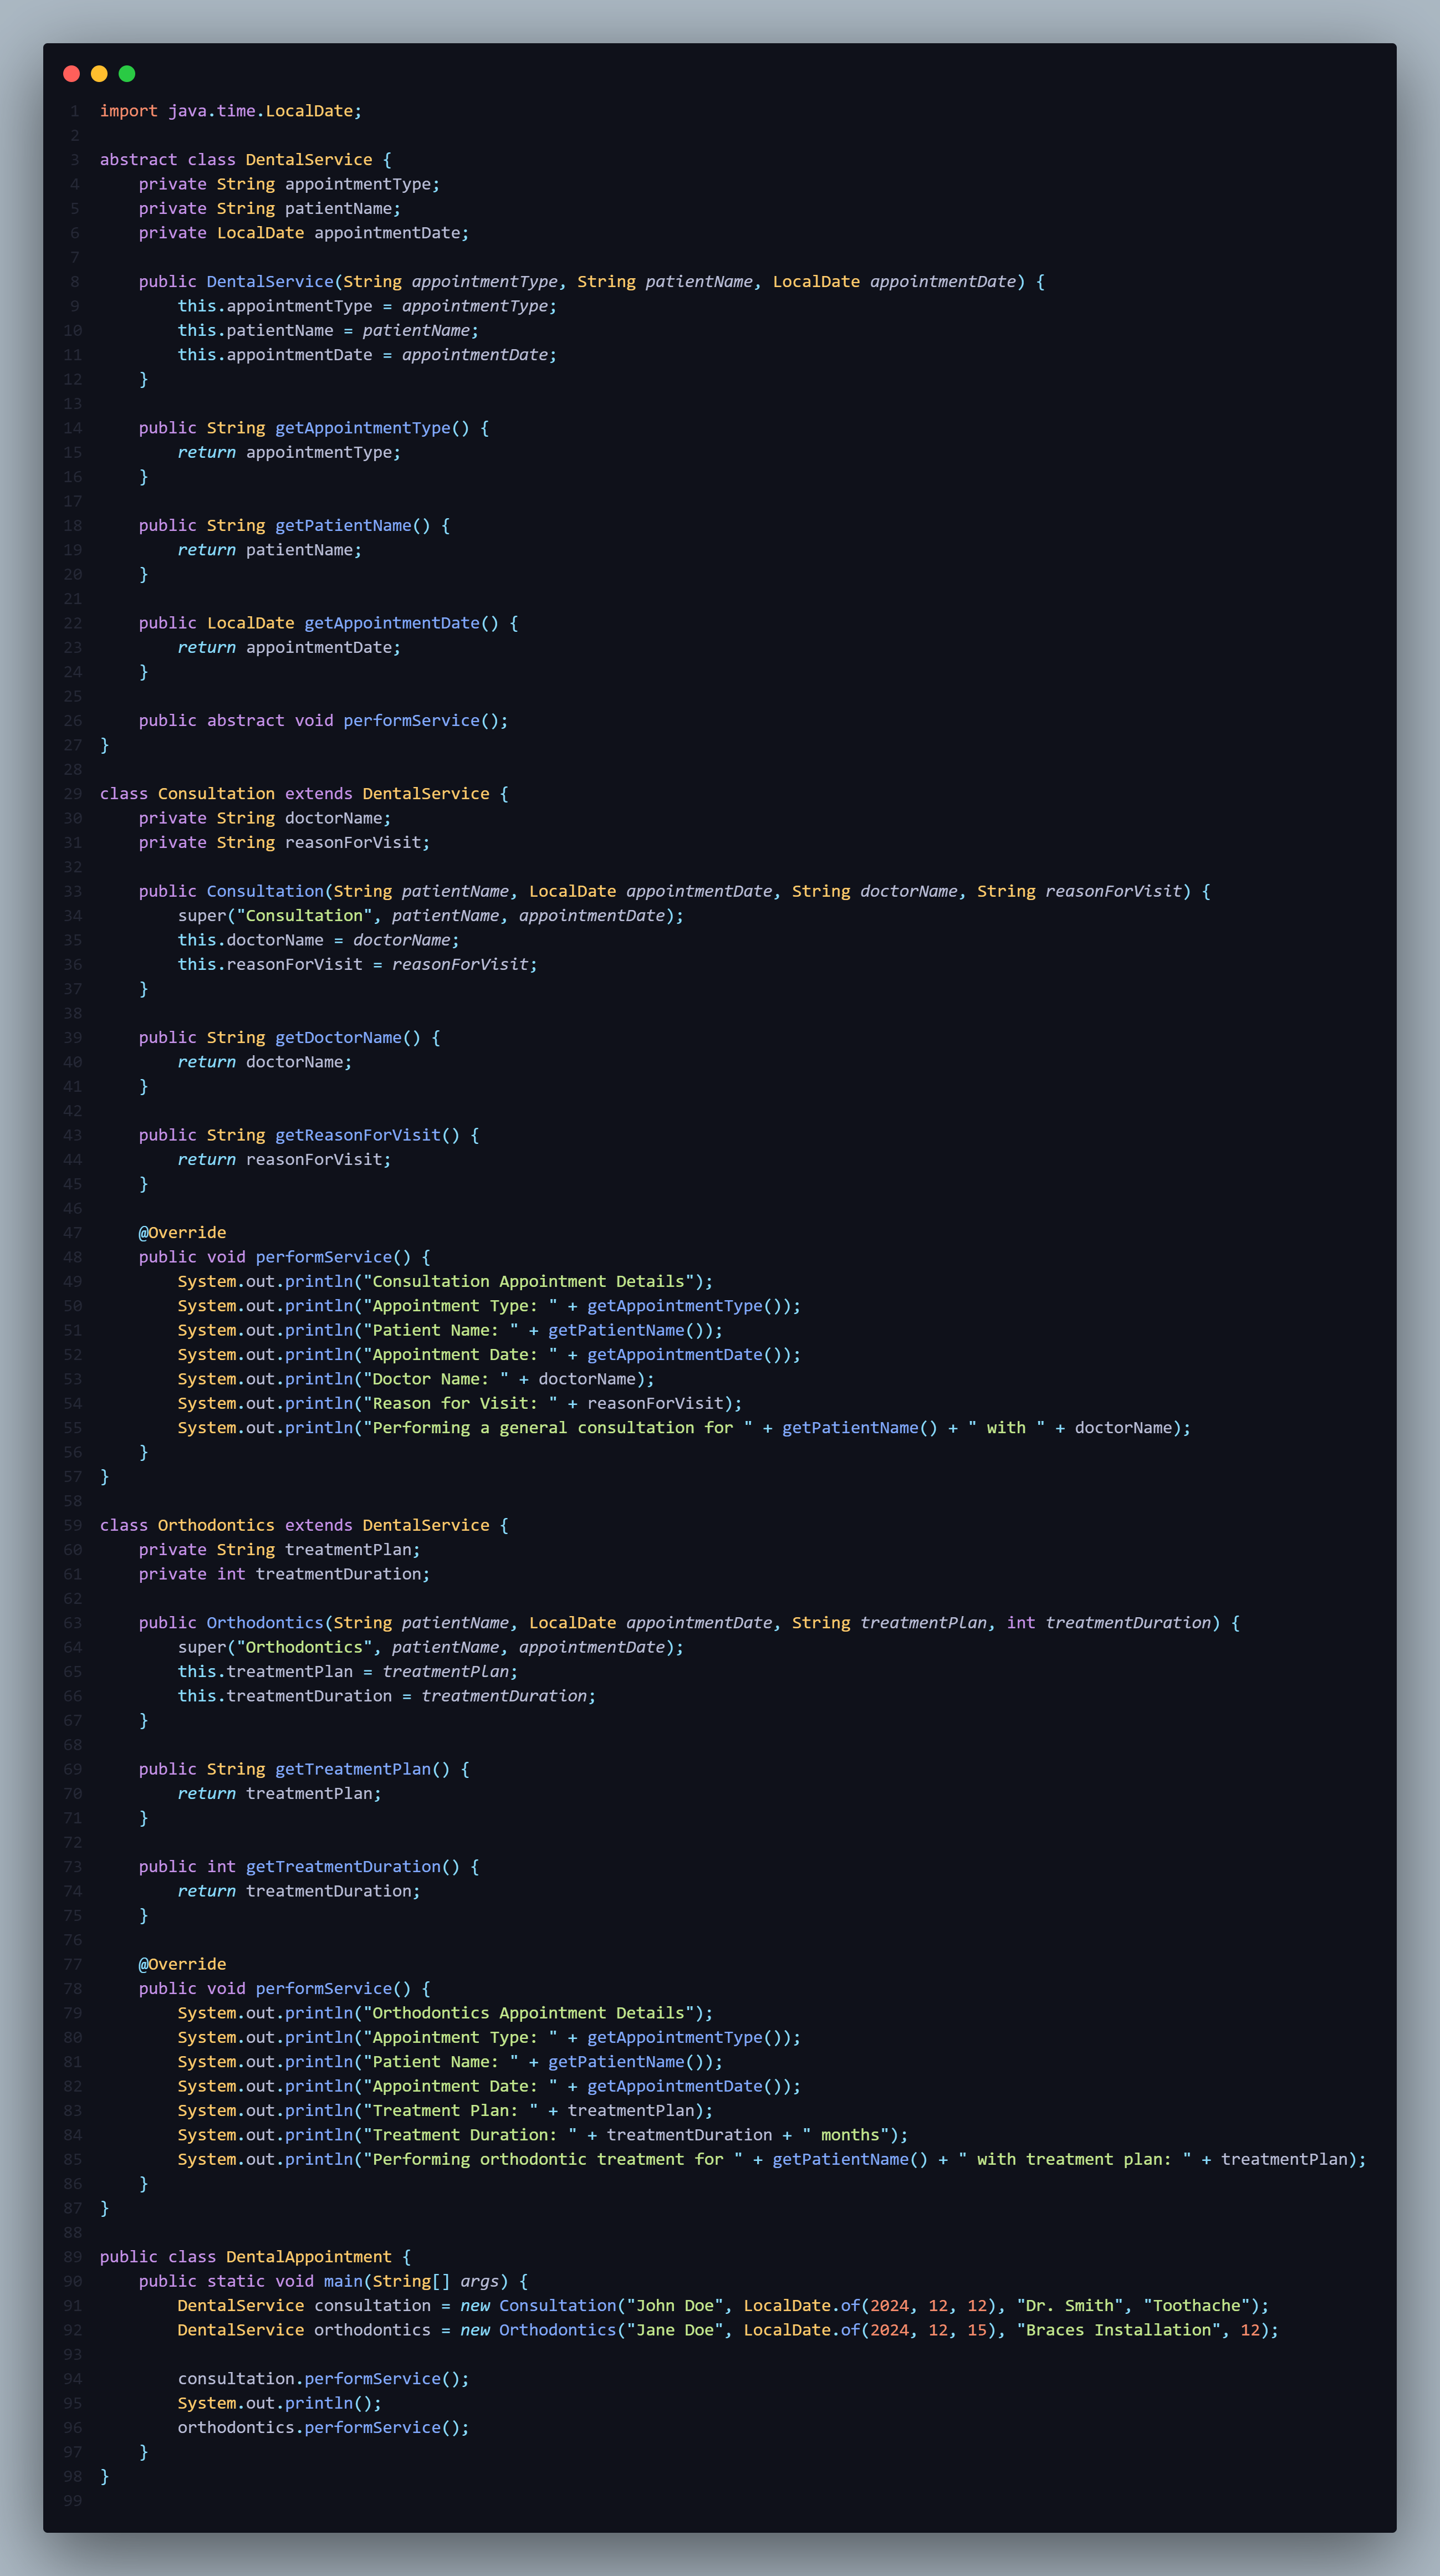 1 import java.time.LocalDate;
2
3 abstract class DentalService {
4     private String appointmentType;
5     private String patientName;
6     private LocalDate appointmentDate;
7
8     public DentalService(String appointmentType, String patientName, LocalDate appointmentDate) {
9         this.appointmentType = appointmentType;
10         this.patientName = patientName;
11         this.appointmentDate = appointmentDate;
12     }
13
14     public String getAppointmentType() {
15         return appointmentType;
16     }
17
18     public String getPatientName() {
19         return patientName;
20     }
21
22     public LocalDate getAppointmentDate() {
23         return appointmentDate;
24     }
25
26     public abstract void performService();
27 }
28
29 class Consultation extends DentalService {
30     private String doctorName;
31     private String reasonForVisit;
32
33     public Consultation(String patientName, LocalDate appointmentDate, String doctorName, String reasonForVisit) {
34         super("Consultation", patientName, appointmentDate);
35         this.doctorName = doctorName;
36         this.reasonForVisit = reasonForVisit;
37     }
38
39     public String getDoctorName() {
40         return doctorName;
41     }
42
43     public String getReasonForVisit() {
44         return reasonForVisit;
45     }
46
47     @Override
48     public void performService() {
49         System.out.println("Consultation Appointment Details");
50         System.out.println("Appointment Type: " + getAppointmentType());
51         System.out.println("Patient Name: " + getPatientName());
52         System.out.println("Appointment Date: " + getAppointmentDate());
53         System.out.println("Doctor Name: " + doctorName);
54         System.out.println("Reason for Visit: " + reasonForVisit);
55         System.out.println("Performing a general consultation for " + getPatientName() + " with " + doctorName);
56     }
57 }
58
59 class Orthodontics extends DentalService {
60     private String treatmentPlan;
61     private int treatmentDuration;
62
63     public Orthodontics(String patientName, LocalDate appointmentDate, String treatmentPlan, int treatmentDuration) {
64         super("Orthodontics", patientName, appointmentDate);
65         this.treatmentPlan = treatmentPlan;
66         this.treatmentDuration = treatmentDuration;
67     }
68
69     public String getTreatmentPlan() {
70         return treatmentPlan;
71     }
72
73     public int getTreatmentDuration() {
74         return treatmentDuration;
75     }
76
77     @Override
78     public void performService() {
79         System.out.println("Orthodontics Appointment Details");
80         System.out.println("Appointment Type: " + getAppointmentType());
81         System.out.println("Patient Name: " + getPatientName());
82         System.out.println("Appointment Date: " + getAppointmentDate());
83         System.out.println("Treatment Plan: " + treatmentPlan);
84         System.out.println("Treatment Duration: " + treatmentDuration + " months");
85         System.out.println("Performing orthodontic treatment for " + getPatientName() + " with treatment plan: " + treatmentPlan);
86     }
87 }
88
89 public class DentalAppointment {
90     public static void main(String[] args) {
91         DentalService consultation = new Consultation("John Doe", LocalDate.of(2024, 12, 12), "Dr. Smith", "Toothache");
92         DentalService orthodontics = new Orthodontics("Jane Doe", LocalDate.of(2024, 12, 15), "Braces Installation", 12);
93
94         consultation.performService();
95         System.out.println();
96         orthodontics.performService();
97     }
98 }
99